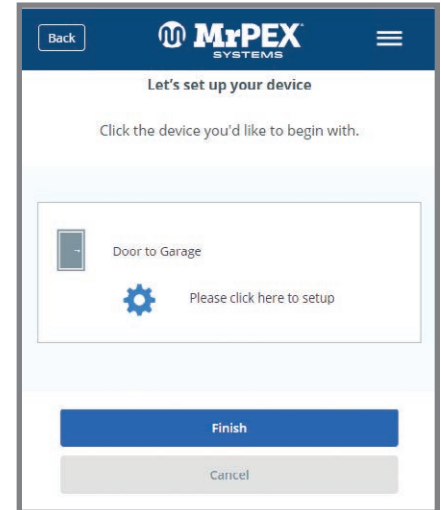 Back
MrPEX
SYSTEMS
Let's set up your device
Click the device you'd like to begin with.
Door to Garage
Please click here to setup
Finish
Cancel